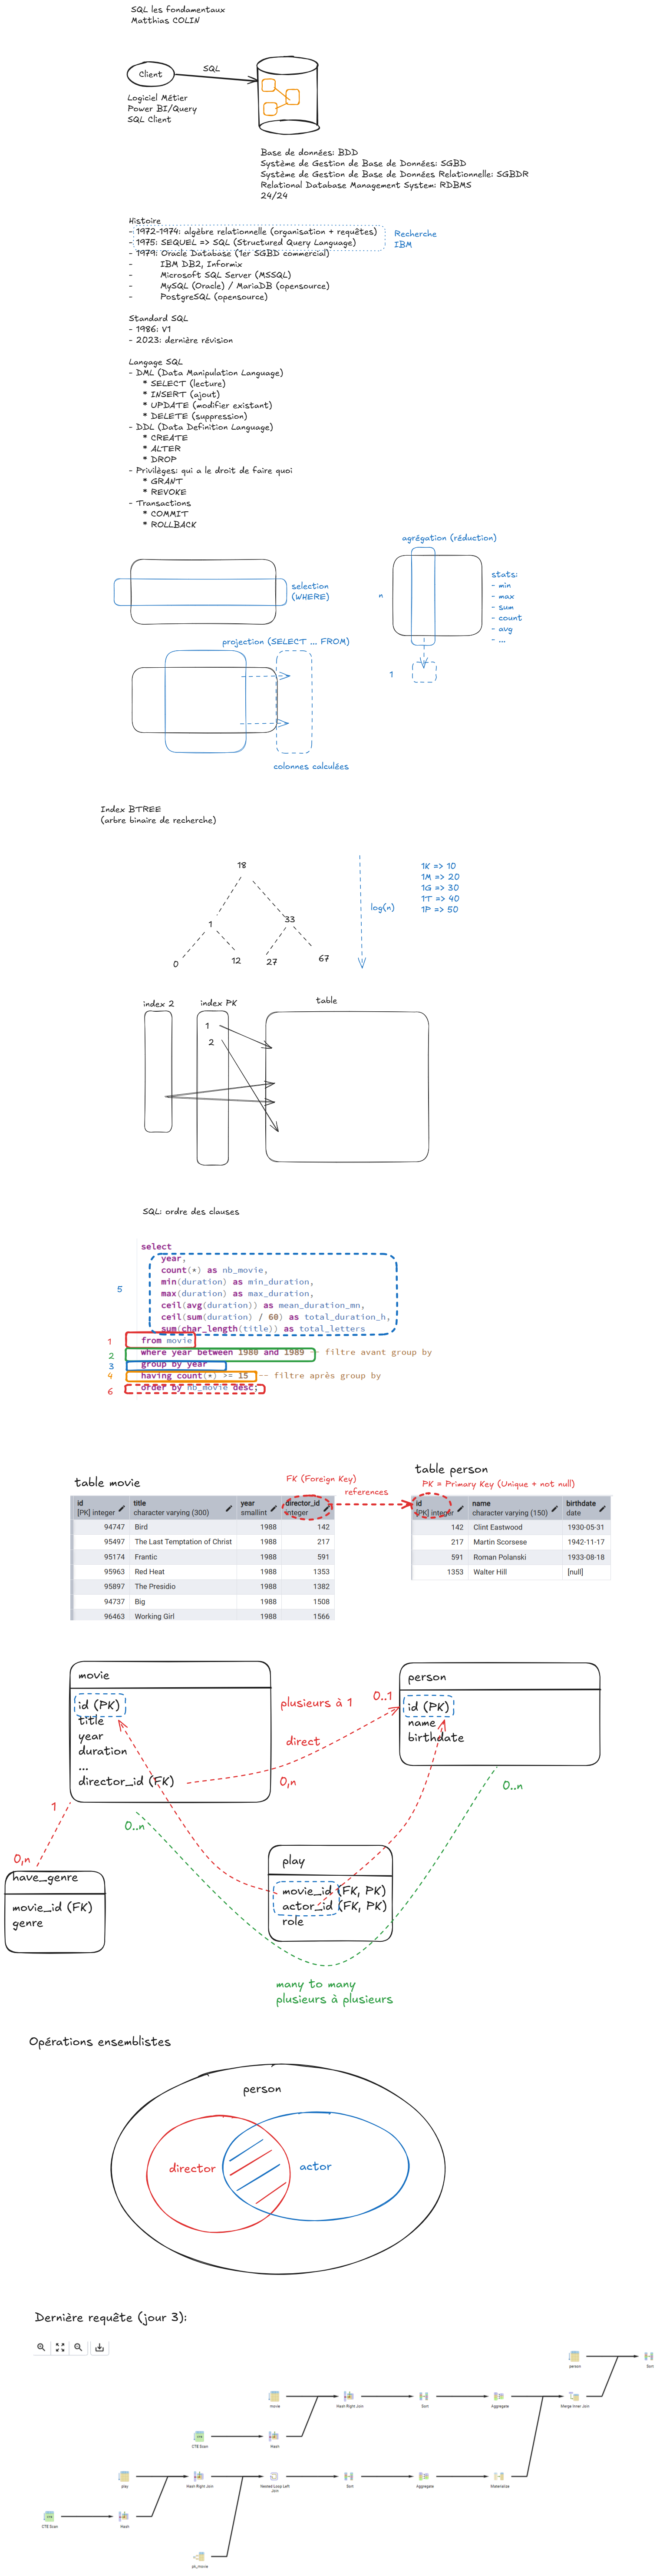 SQL les fondamentaux
Matthias COLIN
Client
SQL
Logiciel Métier
Power BI/Query
SQL Client
Base de données: BDD
Système de Gestion de Base de Données: SGBD
Système de Gestion de Base de Données Relationnelle: SGBDR
Relational Database Management System: RDBMS
24/24
Histoire
- 1972-1974: algèbre relationnelle (organisation + requêtes)
- 1975: SEQUEL => SQL (Structured Query Language)
Recherche
IBM
- 1979: Oracle Database (1er SGBD commercial)
- IBM DB2, Informix
- Microsoft SQL Server (MSSQL)
- MySQL (Oracle) / MariaDB (opensource)
- PostgreSQL (opensource)
Standard SQL
- 1986: V1
- 2023: dernière révision
Langage SQL
- DML (Data Manipulation Language)
* SELECT (lecture)
* INSERT (ajout)
* UPDATE (modifier existant)
* DELETE (suppression)
- DDL (Data Definition Language)
* CREATE
* ALTER
* DROP
- Privilèges: qui a le droit de faire quoi
* GRANT
* REVOKE
- Transactions
* COMMIT
* ROLLBACK
selection
(WHERE)
agrégation (réduction)
n
stats:
- min
- max
- sum
- count
- avg
- ...
1
projection (SELECT ... FROM)
colonnes calculées
Index BTREE
(arbre binaire de recherche)
18
1
33
0
12
27
67
log(n)
1K => 10
1M => 20
1G => 30
1T => 40
1P => 50
index 2
index PK
table
1
2
SQL: ordre des clauses
select
5
year,
count(*) as nb_movie,
min(duration) as min_duration,
max(duration) as max_duration,
ceil(avg(duration)) as mean_duration_mn,
ceil(sum(duration) / 60) as total_duration_h,
sum(char_length(title)) as total_letters
1 from movie
2 where year between 1980 and 1989 -- filtre avant group by
3 group by year
4 having count(*) >= 15 -- filtre après group by
6 order by nb_movie desc;
table movie
FK (Foreign Key)
references
table person
PK = Primary Key (Unique + not null)
id
[PK] integer
title
character varying (300)
year
smallint
director_id
integer
94747 Bird 1988 142
95497 The Last Temptation of Christ 1988 217
95174 Frantic 1988 591
95963 Red Heat 1988 1353
95897 The Presidio 1988 1382
94737 Big 1988 1508
96463 Working Girl 1988 1566
id
[PK] integer
name
character varying (150)
birthdate
date
142 Clint Eastwood 1930-05-31
217 Martin Scorsese 1942-11-17
591 Roman Polanski 1933-08-18
1353 Walter Hill [null]
movie
id (PK)
title
year
duration
...
director_id (FK)
plusieurs à 1
direct
0..1
0,n
person
id (PK)
name
birthdate
0..n
0..n
1
0,n
have_genre
movie_id (FK)
genre
play
movie_id (FK, PK)
actor_id (FK, PK)
role
many to many
plusieurs à plusieurs
Opérations ensemblistes
person
director
actor
Dernière requête (jour 3):
person
Sort
movie
Hash Right Join
Sort
Aggregate
Merge Inner Join
CTE Scan
Hash
play
Hash Right Join
Nested Loop Left
Join
Sort
Aggregate
Materialize
CTE Scan
Hash
pk_movie